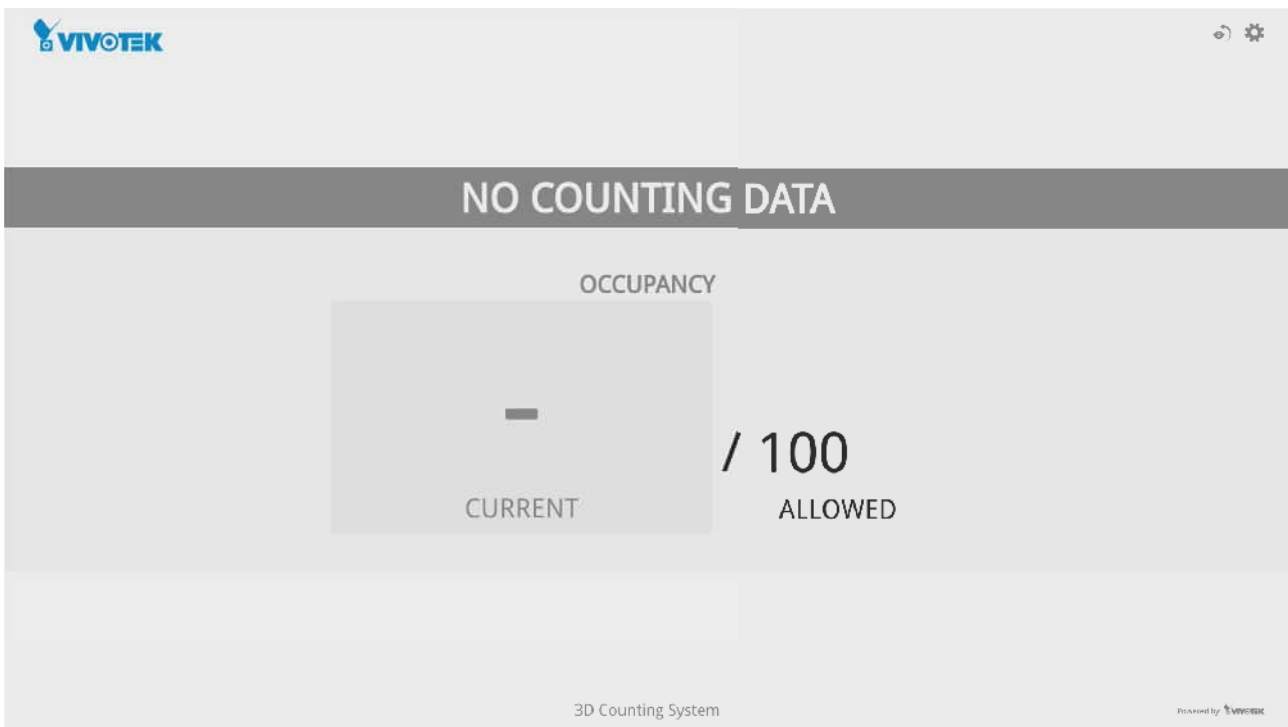 VIVOTEK
NO COUNTING DATA
OCCUPANCY
-
/ 100
CURRENT
ALLOWED
3D Counting System
Powered by VIVOTEK